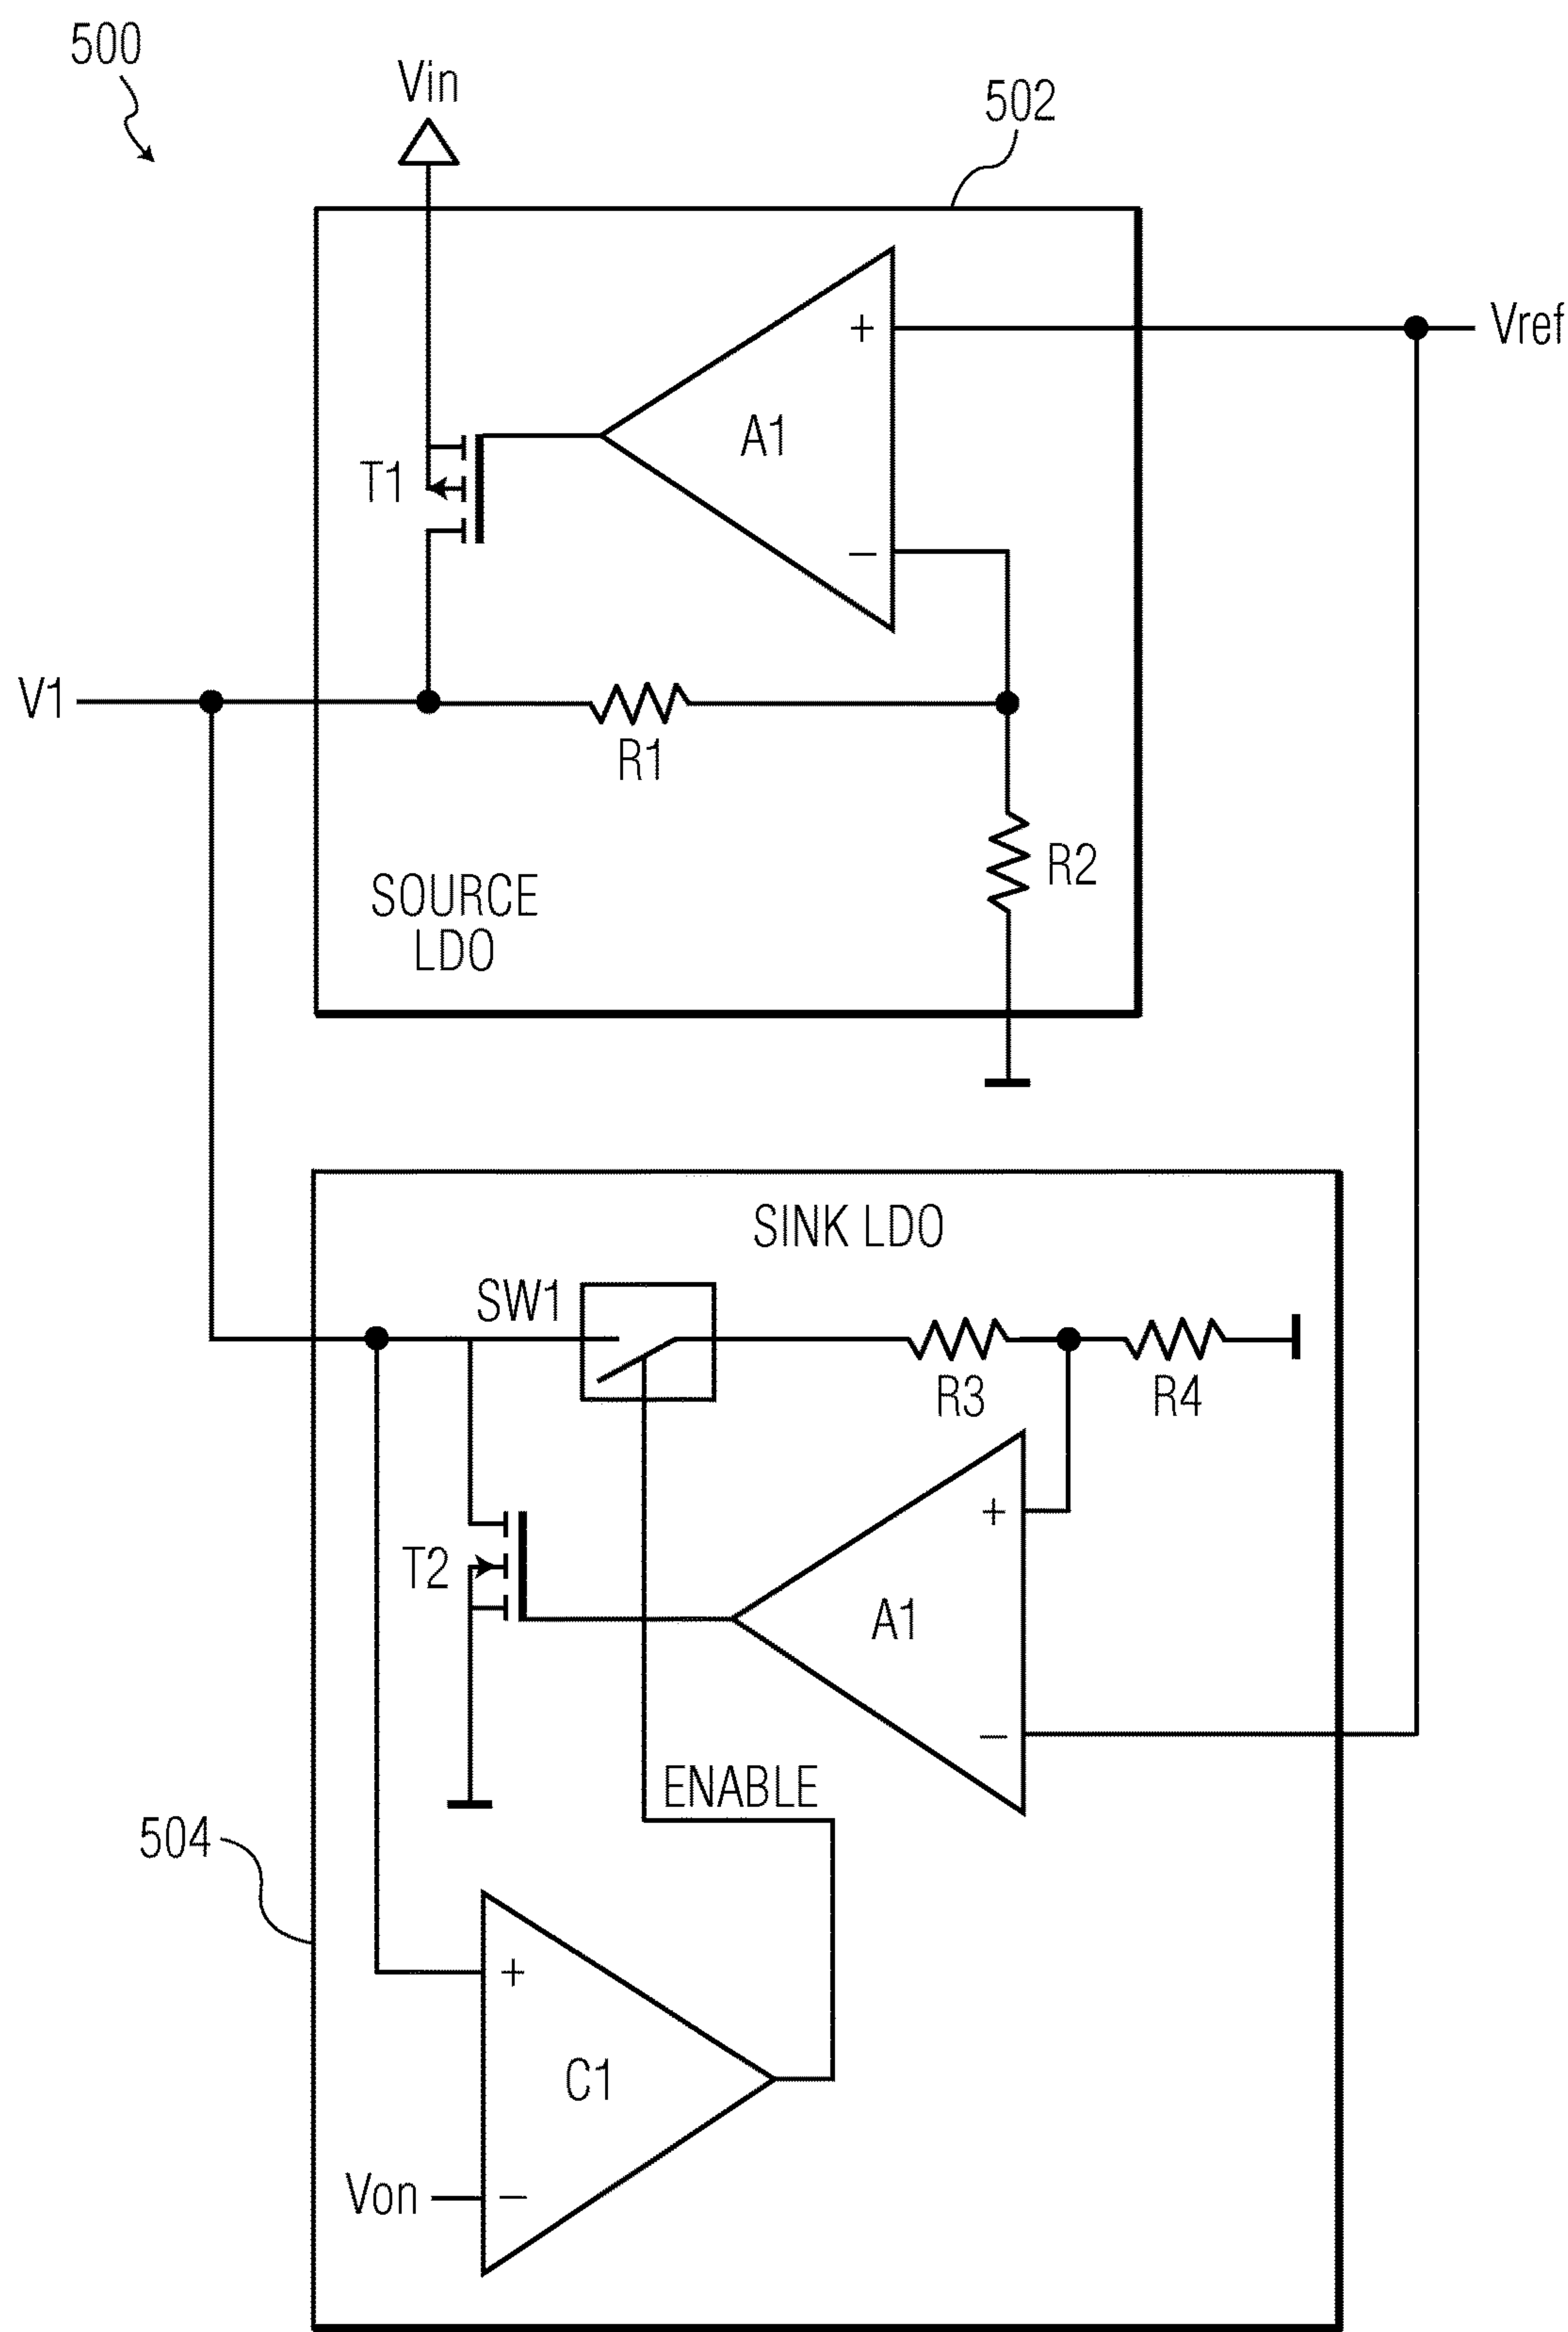 500
Vin
502
+
Vref
A1
T1
−
V1
R1
R2
SOURCE
LDO
SINK LDO
SW1
R3
R4
+
T2
A1
−
ENABLE
504
+
C1
Von
−